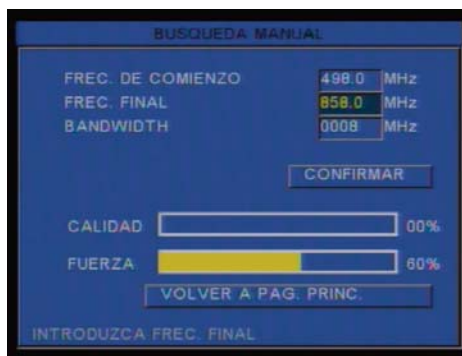 BUSQUEDA MANUAL
FREC. DE COMIENZO 498.0 MHz
FREC. FINAL 858.0 MHz
BANDWIDTH 0008 MHz
CONFIRMAR
CALIDAD 00%
FUERZA 60%
VOLVER A PAG. PRINC.
INTRODUZCA FREC. FINAL